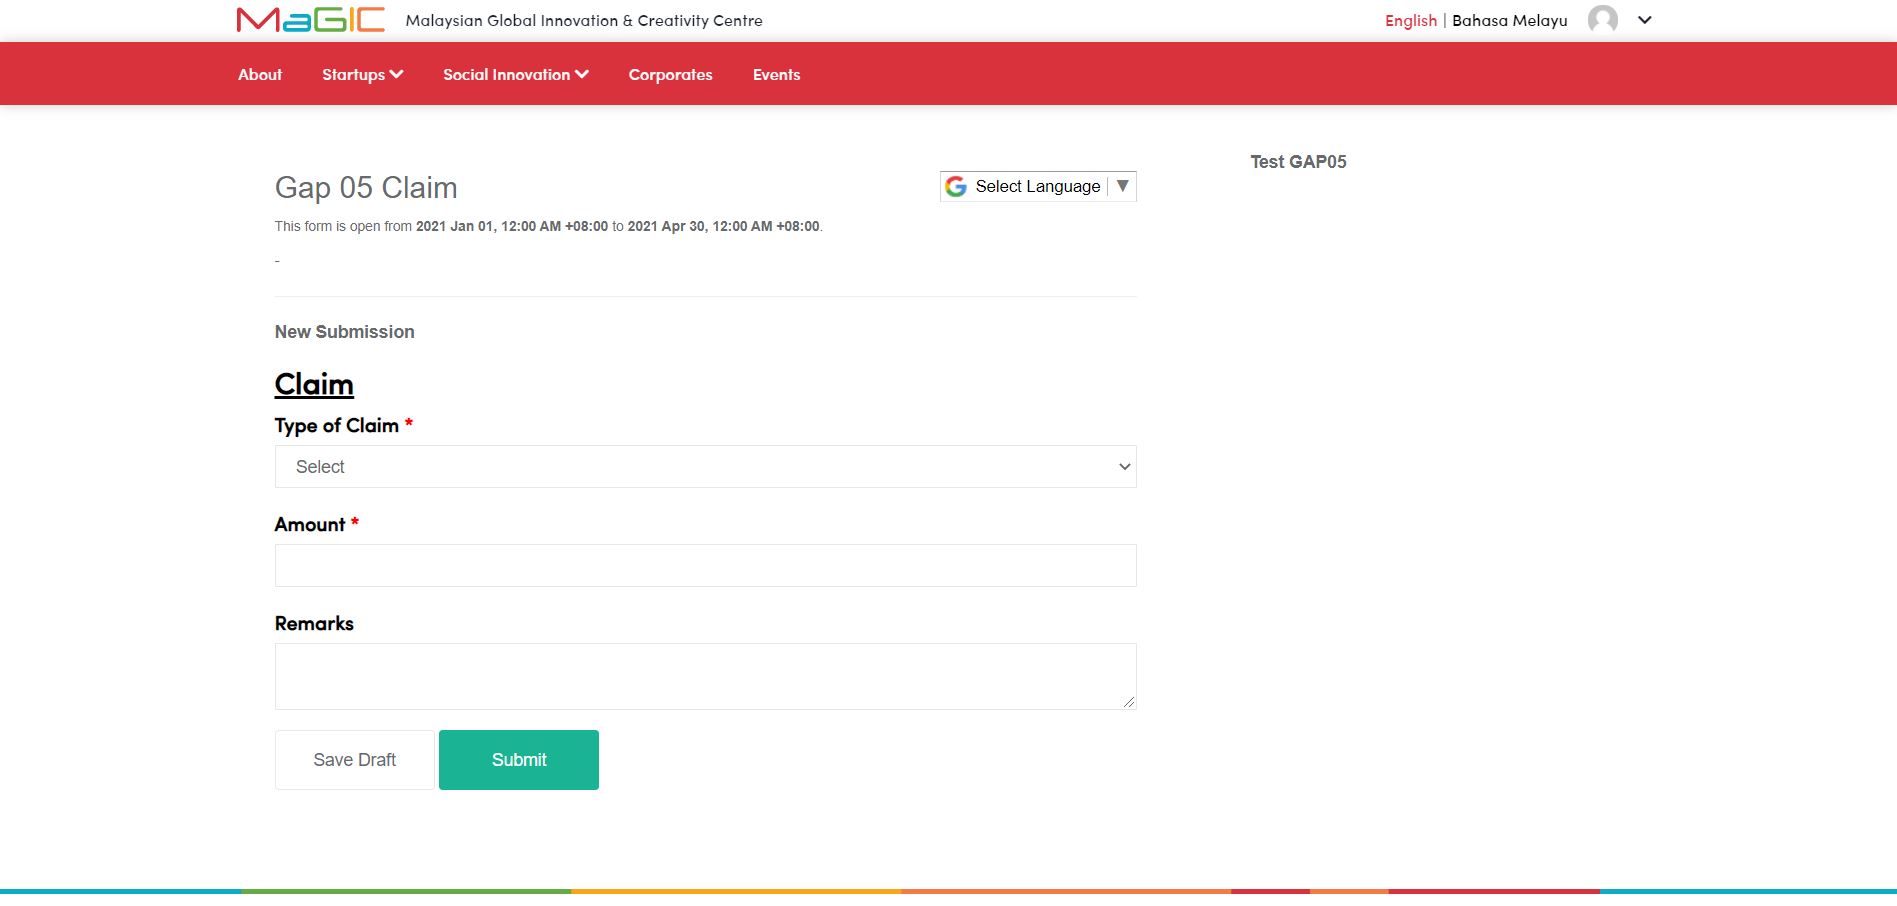 MaGIC Malaysian Global Innovation & Creativity Centre English | Bahasa Melayu
About Startups Social Innovation Corporates Events
Test GAP05
Gap 05 Claim
Select Language ▼
This form is open from 2021 Jan 01, 12:00 AM +08:00 to 2021 Apr 30, 12:00 AM +08:00.
-
New Submission
Claim
Type of Claim *
Select
Amount *
Remarks
Save Draft Submit